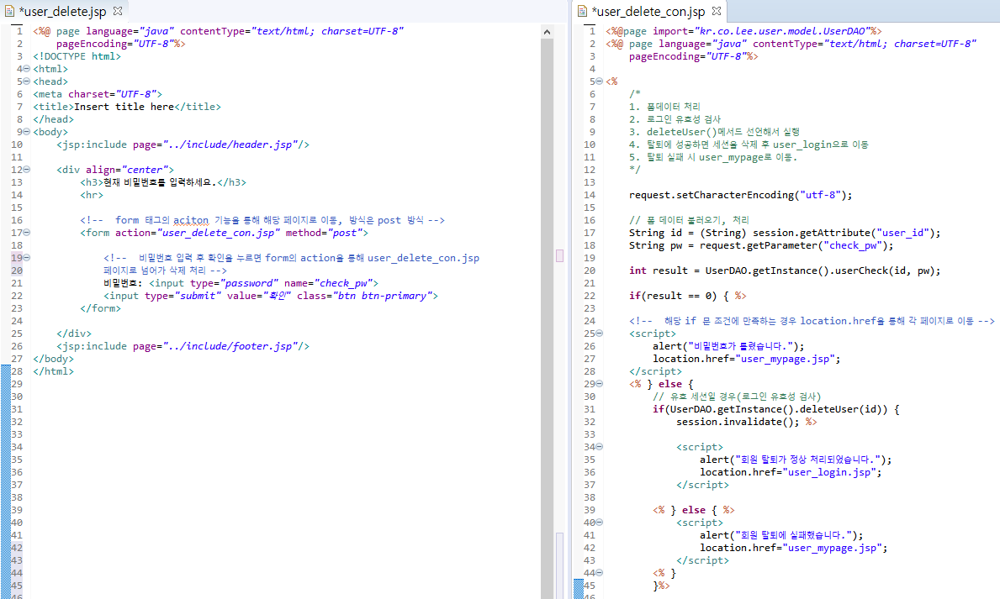 *user_delete.jsp
1 <%@ page language="java" contentType="text/html; charset=UTF-8"
2 pageEncoding="UTF-8"%>
3 <!DOCTYPE html>
4 <html>
5 <head>
6 <meta charset="UTF-8">
7 <title>Insert title here</title>
8 </head>
9 <body>
10 <jsp:include page="../include/header.jsp"/>
11
12 <div align="center">
13 <h3>현재 비밀번호를 입력하세요.</h3>
14 <hr>
15
16 <!-- form 태그의 aciton 기능을 통해 해당 페이지로 이동, 방식은 post 방식 -->
17 <form action="user_delete_con.jsp" method="post">
18
19 <!-- 비밀번호 입력 후 확인을 누르면 form의 action을 통해 user_delete_con.jsp
20 페이지로 넘어가 삭제 처리 -->
21 비밀번호: <input type="password" name="check_pw">
22 <input type="submit" value="확인" class="btn btn-primary">
23 </form>
24
25 </div>
26 <jsp:include page="../include/footer.jsp"/>
27 </body>
28 </html>
29
30
31
32
33
34
35
36
37
38
39
40
41
42
43
44
45
46
*user_delete_con.jsp
1 <%@page import="kr.co.lee.user.model.UserDAO"%>
2 <%@ page language="java" contentType="text/html; charset=UTF-8"
3 pageEncoding="UTF-8"%>
4
5 <%
6 /*
7 1. 폼데이터 처리
8 2. 로그인 유효성 검사
9 3. deleteUser()메서드 선언해서 실행
10 4. 탈퇴에 성공하면 세션을 삭제 후 user_login으로 이동
11 5. 탈퇴 실패 시 user_mypage로 이동.
12 */
13
14 request.setCharacterEncoding("utf-8");
15
16 // 폼 데이터 불러오기, 처리
17 String id = (String) session.getAttribute("user_id");
18 String pw = request.getParameter("check_pw");
19
20 int result = UserDAO.getInstance().userCheck(id, pw);
21
22 if(result == 0) { %>
23
24 <!-- 해당 if 문 조건에 만족하는 경우 location.href을 통해 각 페이지로 이동 -->
25 <script>
26 alert("비밀번호가 틀렸습니다.");
27 location.href="user_mypage.jsp";
28 </script>
29 <% } else {
30 // 유효 세션일 경우(로그인 유효성 검사)
31 if(UserDAO.getInstance().deleteUser(id)) {
32 session.invalidate(); %>
33
34 <script>
35 alert("회원 탈퇴가 정상 처리되었습니다.");
36 location.href="user_login.jsp";
37 </script>
38
39 <% } else { %>
40 <script>
41 alert("회원 탈퇴에 실패했습니다.");
42 location.href="user_mypage.jsp";
43 </script>
44 <% }
45 }%>
46